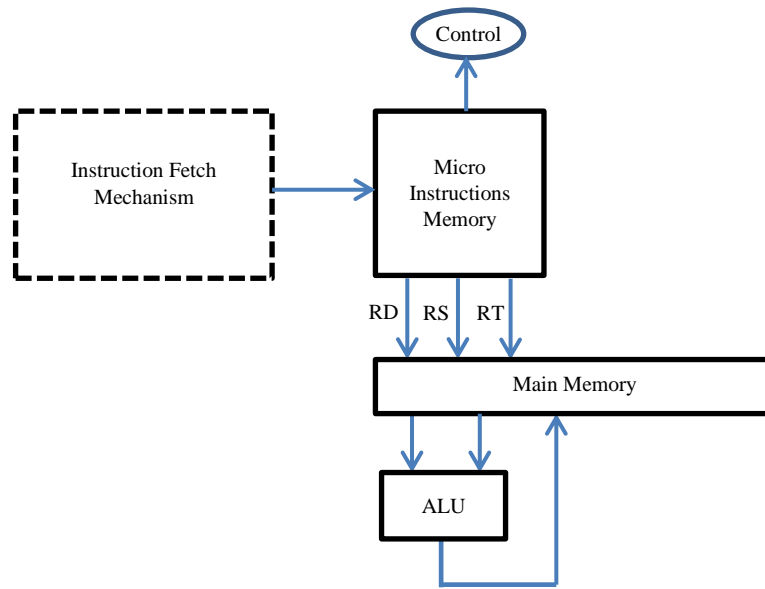 Control
Instruction Fetch
Mechanism
Micro
Instructions
Memory
RD RS RT
Main Memory
ALU